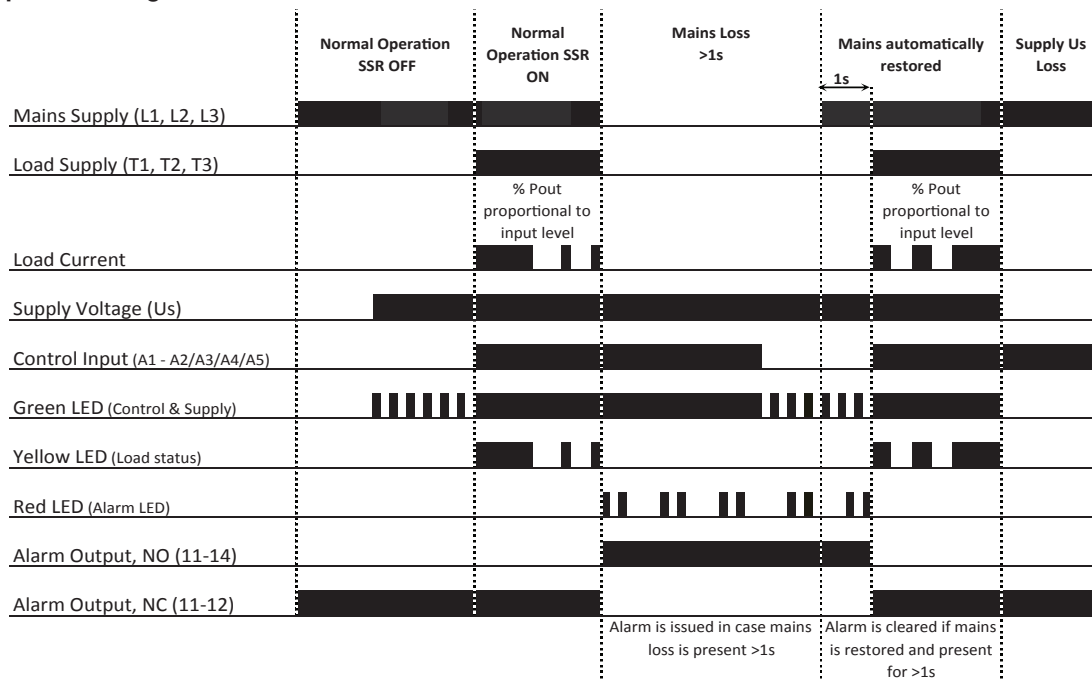 Normal Operation
SSR OFF
Normal
Operation SSR
ON
Mains Loss
>1s
Mains automatically
restored
1s
Supply Us
Loss
Mains Supply (L1, L2, L3)
Load Supply (T1, T2, T3)
% Pout
proportional to
input level
% Pout
proportional to
input level
Load Current
Supply Voltage (Us)
Control Input (A1 - A2/A3/A4/A5)
Green LED (Control & Supply)
Yellow LED (Load status)
Red LED (Alarm LED)
Alarm Output, NO (11-14)
Alarm Output, NC (11-12)
Alarm is issued in case mains
loss is present >1s
Alarm is cleared if mains
is restored and present
for >1s